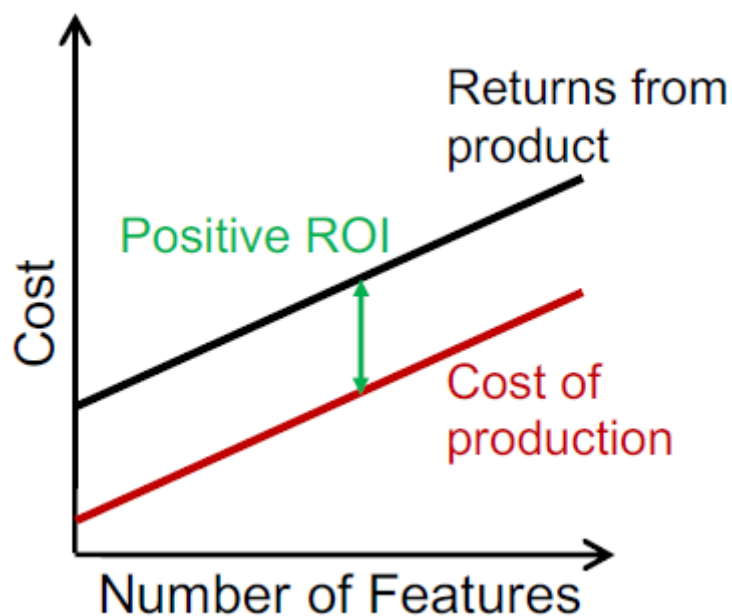 Returns from
product
Positive ROI
Cost
Cost of
production
Number of Features